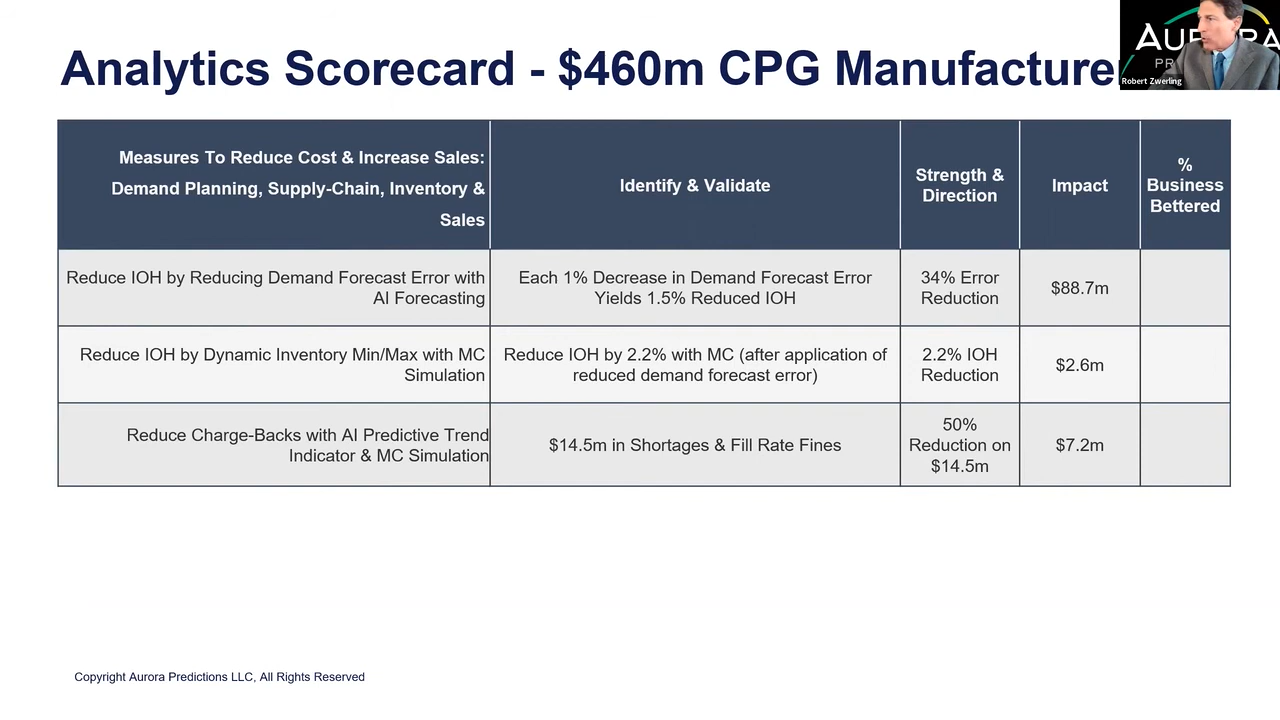 Analytics Scorecard - $460m CPG Manufacturer
AURORA
PR
Robert Zwerling
Measures To Reduce Cost & Increase Sales:
Demand Planning, Supply-Chain, Inventory &
Sales
Identify & Validate
Strength &
Direction
Impact
%
Business
Bettered
Reduce IOH by Reducing Demand Forecast Error with
AI Forecasting
Each 1% Decrease in Demand Forecast Error
Yields 1.5% Reduced IOH
34% Error
Reduction
$88.7m
Reduce IOH by Dynamic Inventory Min/Max with MC
Simulation
Reduce IOH by 2.2% with MC (after application of
reduced demand forecast error)
2.2% IOH
Reduction
$2.6m
Reduce Charge-Backs with AI Predictive Trend
Indicator & MC Simulation
$14.5m in Shortages & Fill Rate Fines
50%
Reduction on
$14.5m
$7.2m
Copyright Aurora Predictions LLC, All Rights Reserved